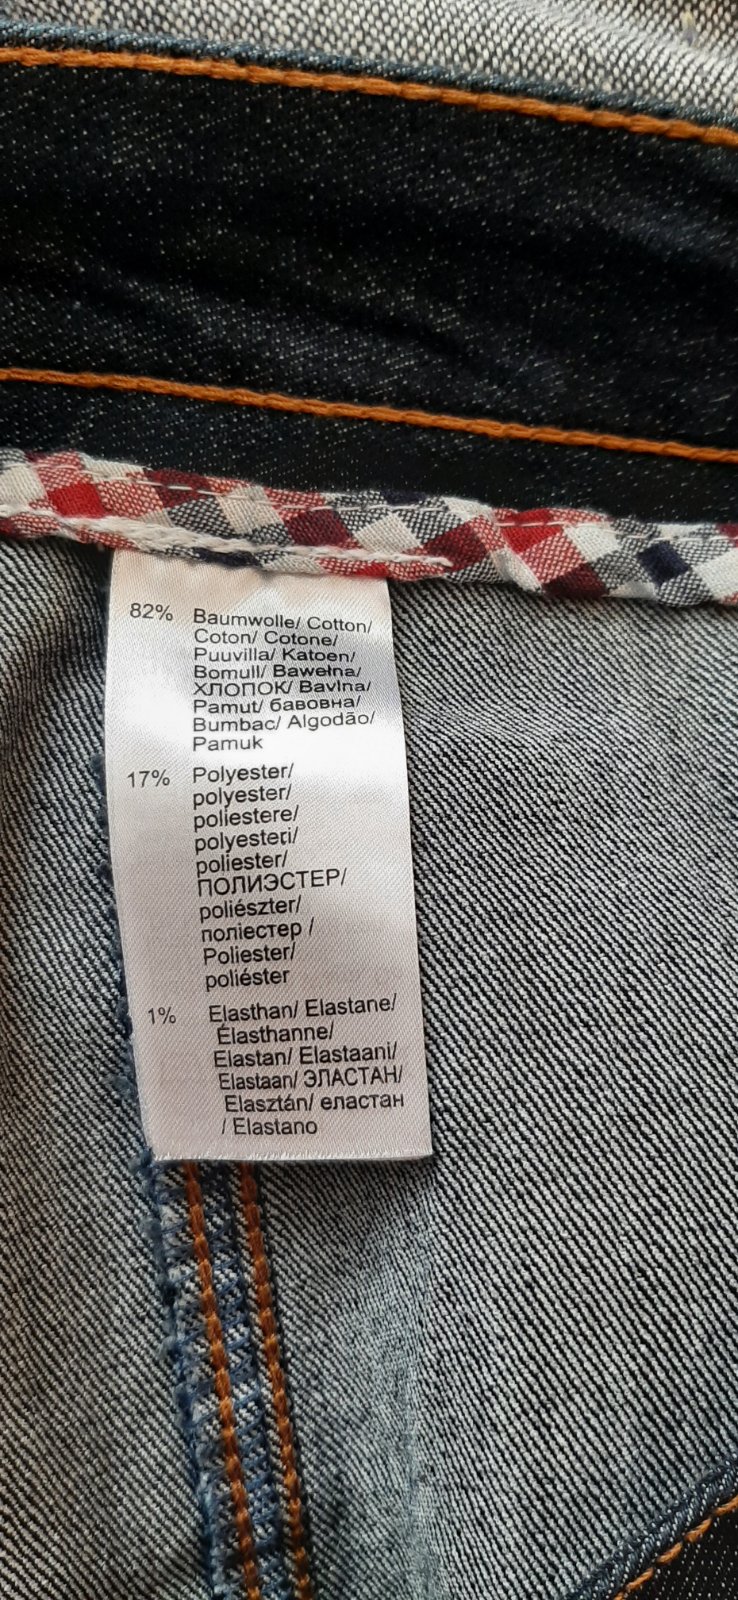 82% Baumwolle/ Cotton/
Coton/ Cotone/
Puuvilla/ Katoen/
Bomull/ Bawełna/
ХЛОПОК/ Bavlna/
Pamut/ бавовна/
Bumbac/ Algodão/
Pamuk
17% Polyester/
polyester/
poliestere/
polyesteri/
poliester/
ПОЛИЭСТЕР/
poliészter/
поліестер /
Poliester/
poliéster
1% Elasthan/ Elastane/
Élasthanne/
Elastan/ Elastaani/
Elastaan/ ЭЛАСТАН/
Elasztán/ еластан
/ Elastano